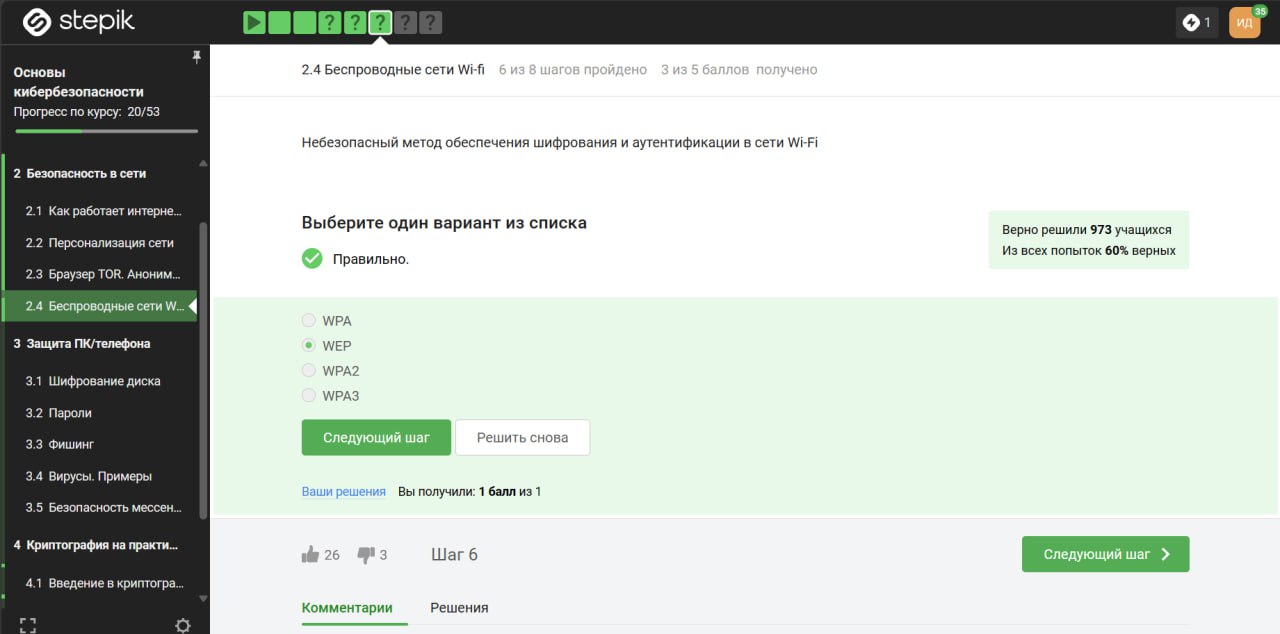 stepik
? ? ? ? ?
1
ИД
35
Основы
кибербезопасности
Прогресс по курсу: 20/53
2 Безопасность в сети
2.1 Как работает интерне...
2.2 Персонализация сети
2.3 Браузер TOR. Аноним...
2.4 Беспроводные сети W...
3 Защита ПК/телефона
3.1 Шифрование диска
3.2 Пароли
3.3 Фишинг
3.4 Вирусы. Примеры
3.5 Безопасность мессен...
4 Криптография на практи...
4.1 Введение в криптогра...
2.4 Беспроводные сети Wi-fi 6 из 8 шагов пройдено 3 из 5 баллов получено
Небезопасный метод обеспечения шифрования и аутентификации в сети Wi-Fi
Выберите один вариант из списка
Правильно.
Верно решили 973 учащихся
Из всех попыток 60% верных
WPA
WEP
WPA2
WPA3
Следующий шаг Решить снова
Ваши решения Вы получили: 1 балл из 1
26 3 Шаг 6 Следующий шаг
Комментарии Решения